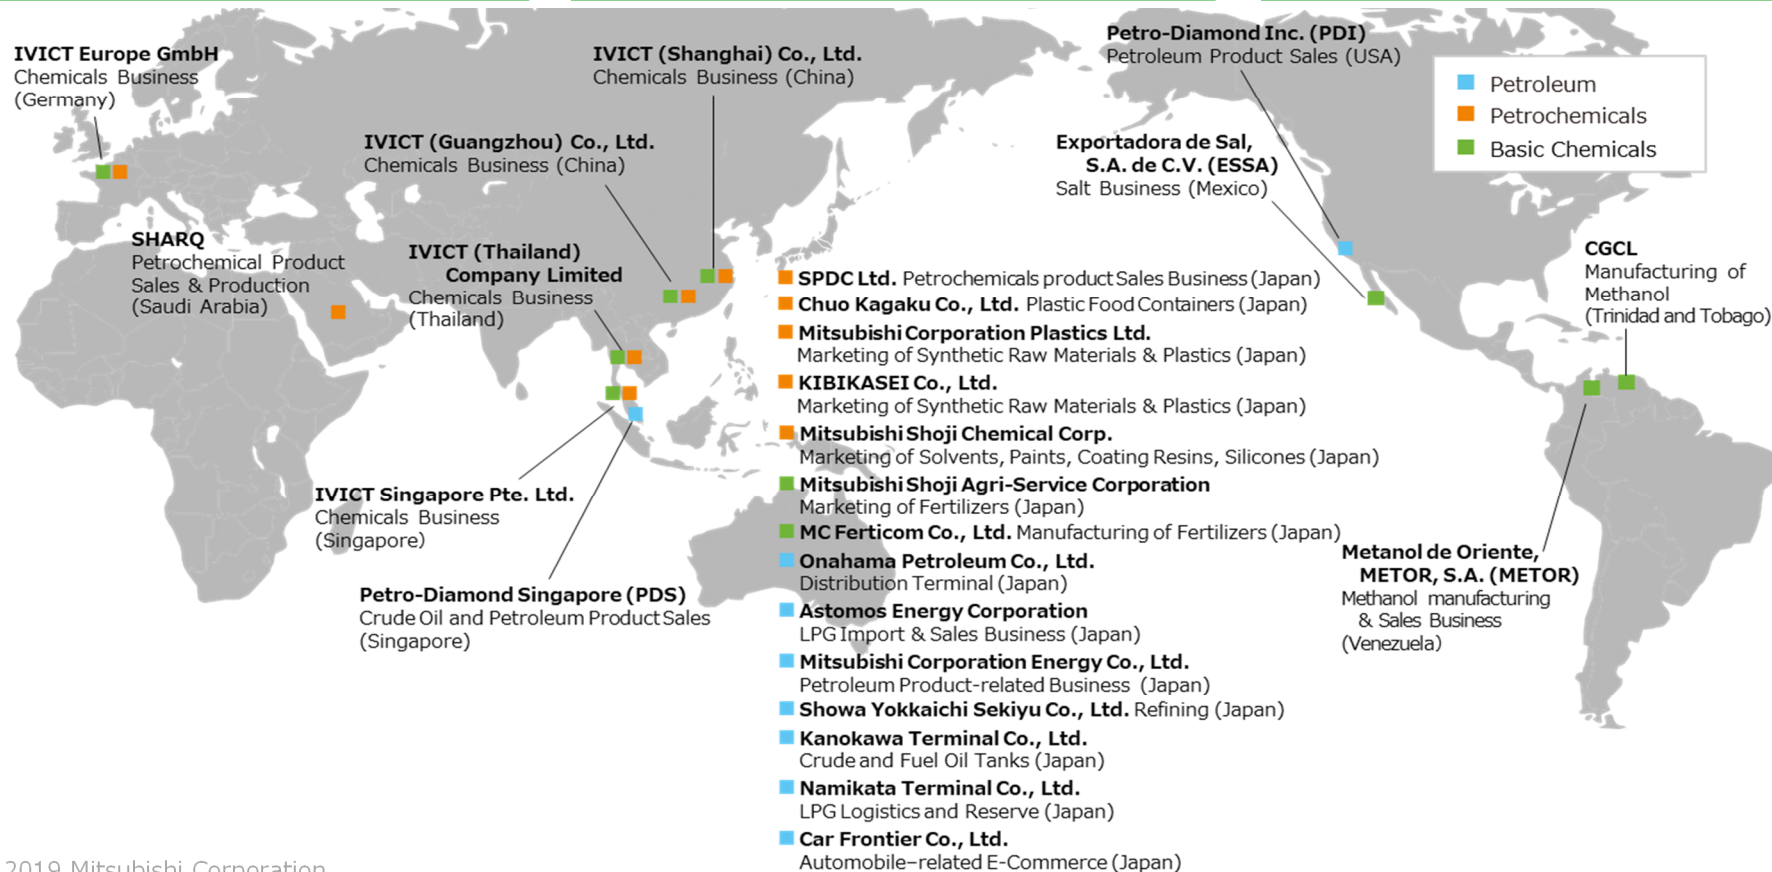 IVICT Europe GmbH
Chemicals Business
(Germany)
IVICT (Shanghai) Co., Ltd.
Chemicals Business (China)
Petro-Diamond Inc. (PDI)
Petroleum Product Sales (USA)
Petroleum
Petrochemicals
Basic Chemicals
IVICT (Guangzhou) Co., Ltd.
Chemicals Business (China)
Exportadora de Sal,
S.A. de C.V. (ESSA)
Salt Business (Mexico)
SHARQ
Petrochemical Product
Sales & Production
(Saudi Arabia)
IVICT (Thailand)
Company Limited
Chemicals Business
(Thailand)
CGCL
Manufacturing of
Methanol
(Trinidad and Tobago)
SPDC Ltd. Petrochemicals product Sales Business (Japan)
Chuo Kagaku Co., Ltd. Plastic Food Containers (Japan)
Mitsubishi Corporation Plastics Ltd.
Marketing of Synthetic Raw Materials & Plastics (Japan)
KIBIKASEI Co., Ltd.
Marketing of Synthetic Raw Materials & Plastics (Japan)
Mitsubishi Shoji Chemical Corp.
Marketing of Solvents, Paints, Coating Resins, Silicones (Japan)
Mitsubishi Shoji Agri-Service Corporation
Marketing of Fertilizers (Japan)
MC Ferticom Co., Ltd. Manufacturing of Fertilizers (Japan)
Onahama Petroleum Co., Ltd.
Distribution Terminal (Japan)
Astomos Energy Corporation
LPG Import & Sales Business (Japan)
Mitsubishi Corporation Energy Co., Ltd.
Petroleum Product-related Business (Japan)
Showa Yokkaichi Sekiyu Co., Ltd. Refining (Japan)
Kanokawa Terminal Co., Ltd.
Crude and Fuel Oil Tanks (Japan)
Namikata Terminal Co., Ltd.
LPG Logistics and Reserve (Japan)
Car Frontier Co., Ltd.
Automobile–related E-Commerce (Japan)
IVICT Singapore Pte. Ltd.
Chemicals Business
(Singapore)
Petro-Diamond Singapore (PDS)
Crude Oil and Petroleum Product Sales
(Singapore)
Metanol de Oriente,
METOR, S.A. (METOR)
Methanol manufacturing
& Sales Business
(Venezuela)
2019 Mitsubishi Corporation